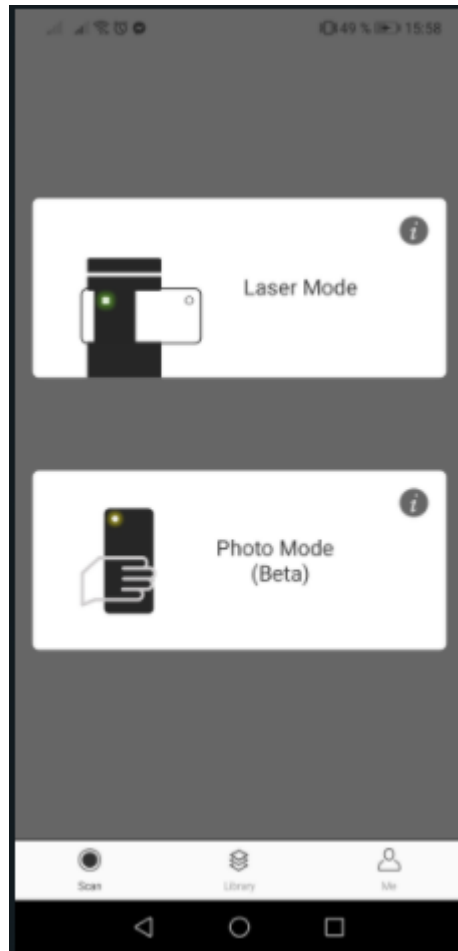 49 % 15:58
Laser Mode
Photo Mode
(Beta)
Scan
Library
Me